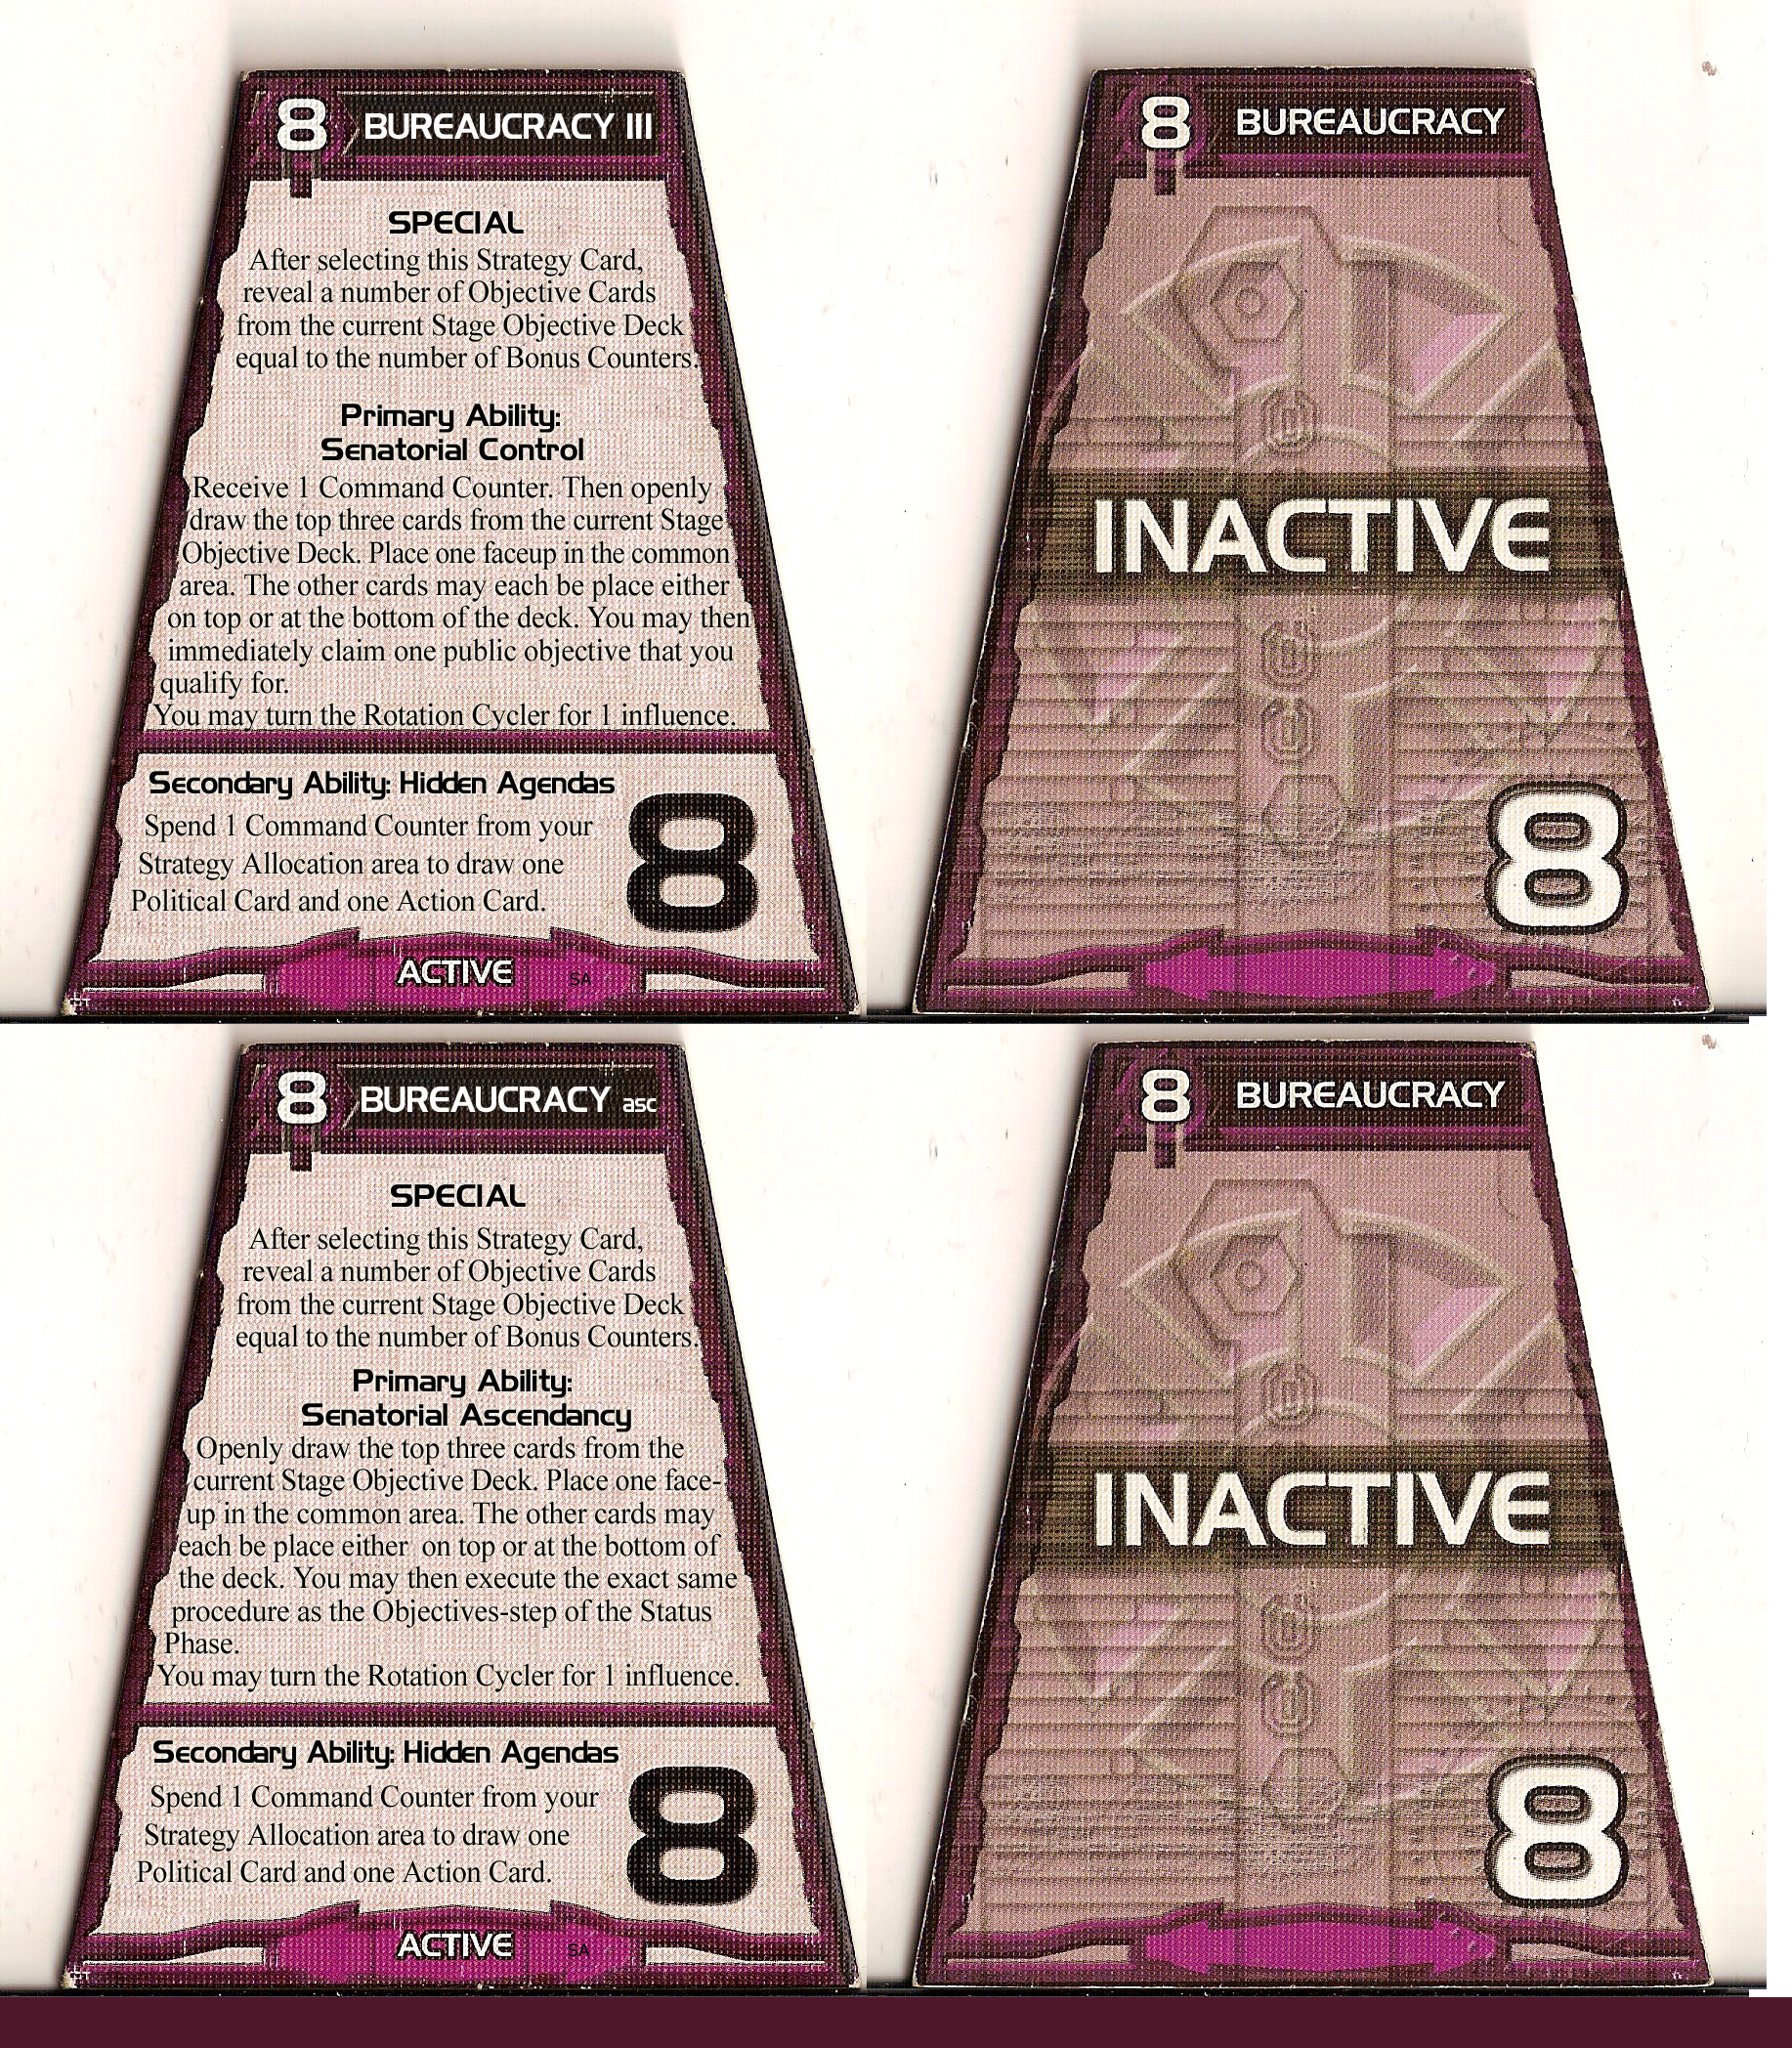 8 BUREAUCRACY III
SPECIAL
After selecting this Strategy Card,
reveal a number of Objective Cards
from the current Stage Objective Deck
equal to the number of Bonus Counters.
Primary Ability:
Senatorial Control
Receive 1 Command Counter. Then openly
draw the top three cards from the current Stage
Objective Deck. Place one faceup in the common
area. The other cards may each be place either
on top or at the bottom of the deck. You may then
immediately claim one public objective that you
qualify for.
You may turn the Rotation Cycler for 1 influence.
Secondary Ability: Hidden Agendas
Spend 1 Command Counter from your
Strategy Allocation area to draw one
Political Card and one Action Card.
8
ACTIVE SA
8 BUREAUCRACY
INACTIVE
8
8 BUREAUCRACY asc
SPECIAL
After selecting this Strategy Card,
reveal a number of Objective Cards
from the current Stage Objective Deck
equal to the number of Bonus Counters.
Primary Ability:
Senatorial Ascendancy
Openly draw the top three cards from the
current Stage Objective Deck. Place one face-
up in the common area. The other cards may
each be place either on top or at the bottom of
the deck. You may then execute the exact same
procedure as the Objectives-step of the Status
Phase.
You may turn the Rotation Cycler for 1 influence.
Secondary Ability: Hidden Agendas
Spend 1 Command Counter from your
Strategy Allocation area to draw one
Political Card and one Action Card.
8
ACTIVE SA
8 BUREAUCRACY
INACTIVE
8